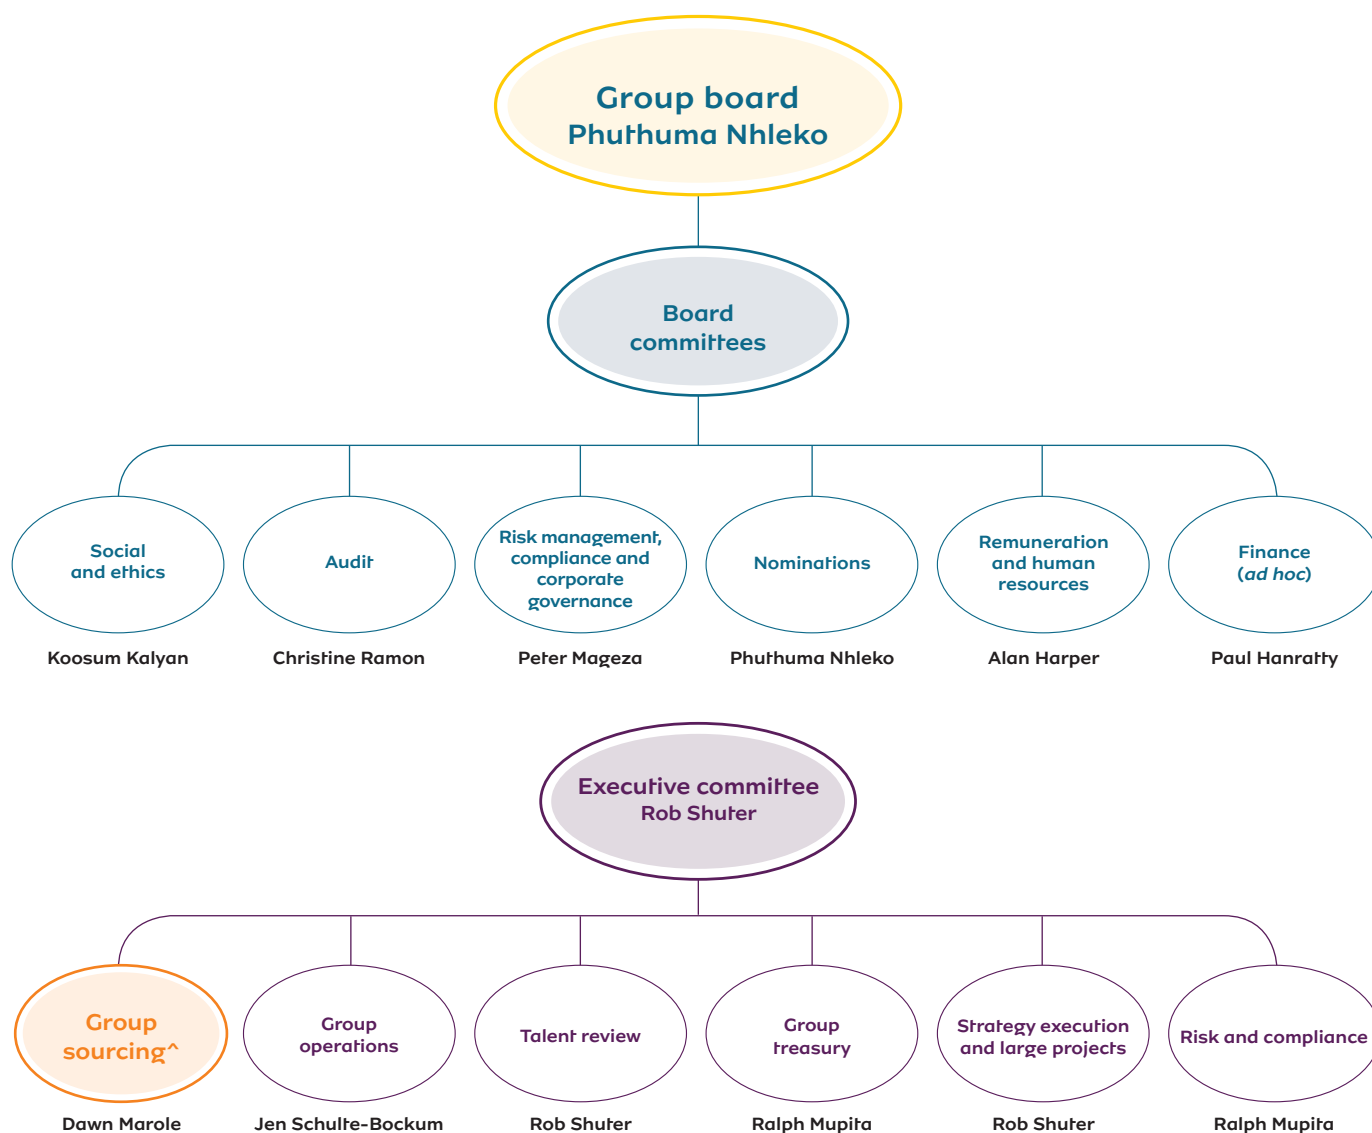 Group board
Phuthuma Nhleko
Board
committees
Social
and ethics
Audit
Risk management,
compliance and
corporate
governance
Nominations
Remuneration
and human
resources
Finance
(ad hoc)
Koosum Kalyan
Christine Ramon
Peter Mageza
Phuthuma Nhleko
Alan Harper
Paul Hanratty
Executive committee
Rob Shuter
Group
sourcing^
Group
operations
Talent review
Group
treasury
Strategy execution
and large projects
Risk and compliance
Dawn Marole
Jen Schulte-Bockum
Rob Shuter
Ralph Mupita
Rob Shuter
Ralph Mupita